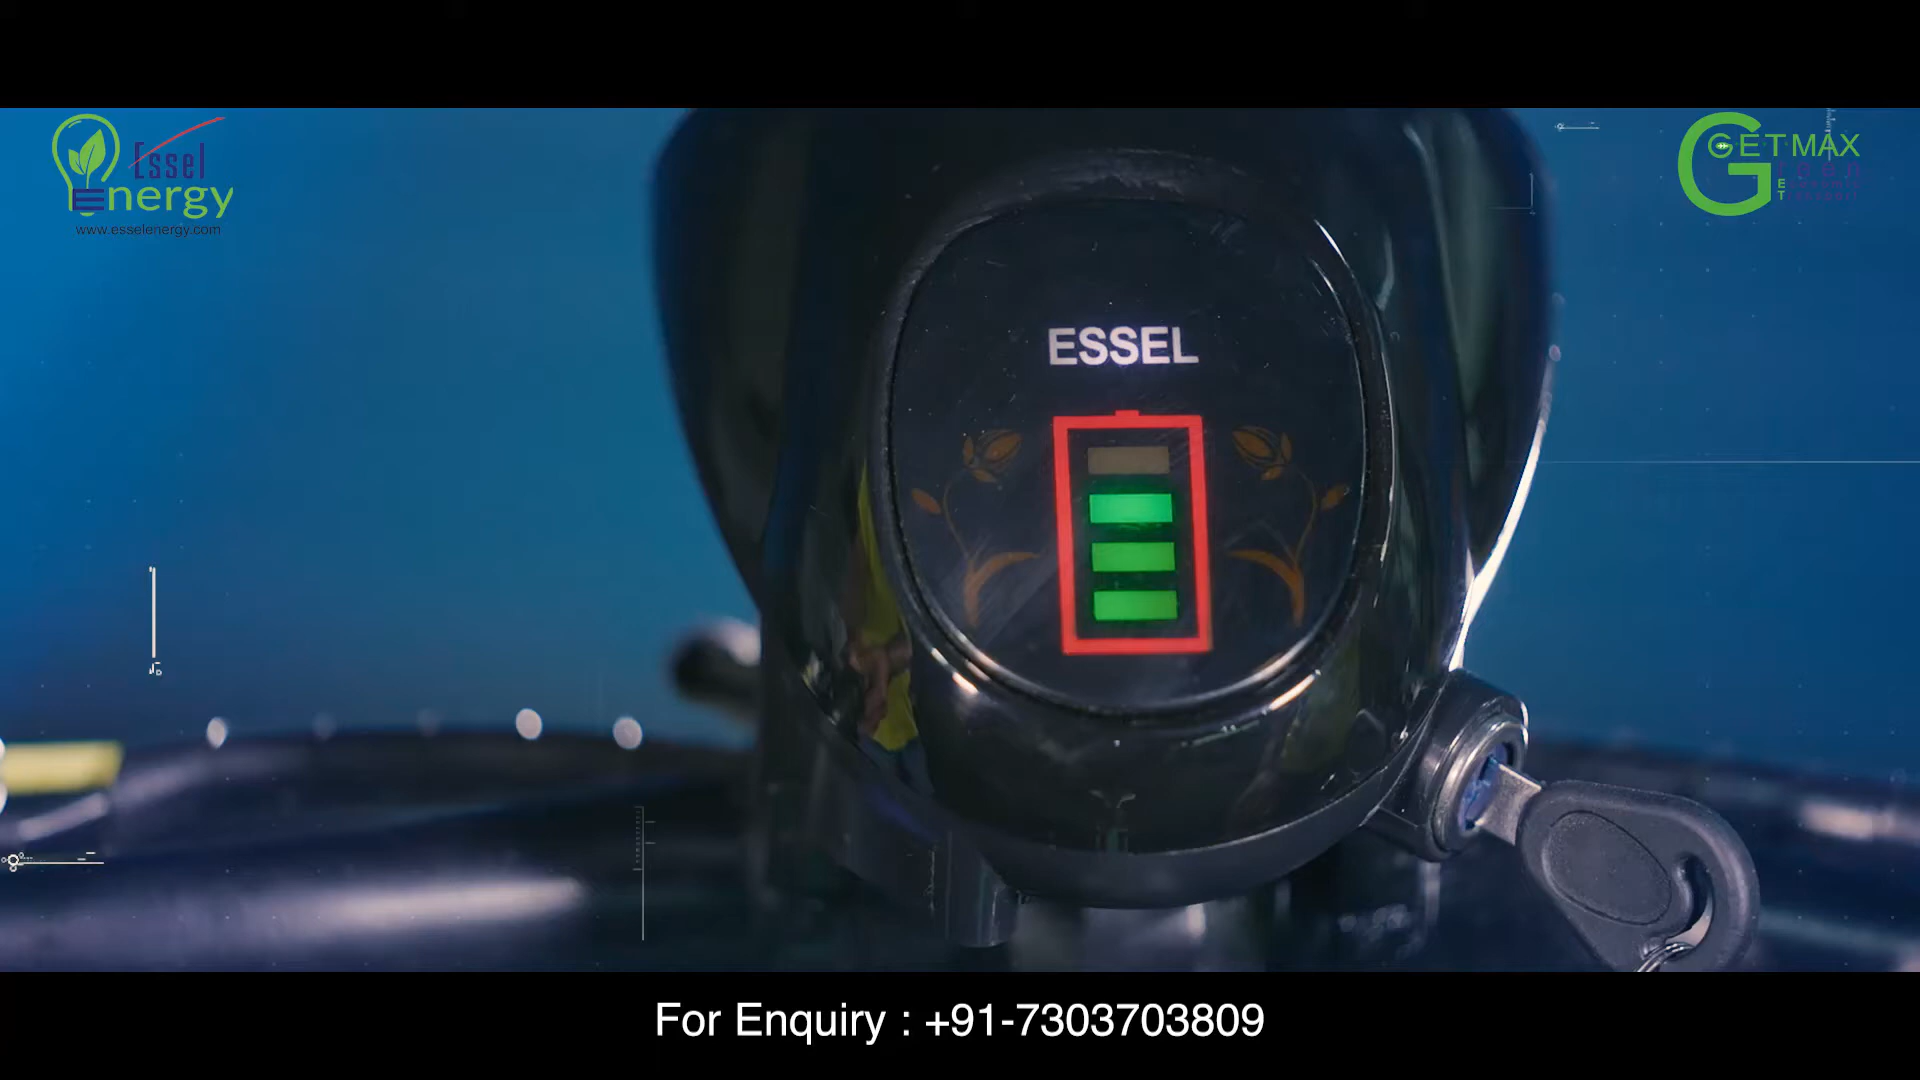 Essel
Energy
www.esselenergy.com
GETMAX
ESSEL
For Enquiry : +91-7303703809